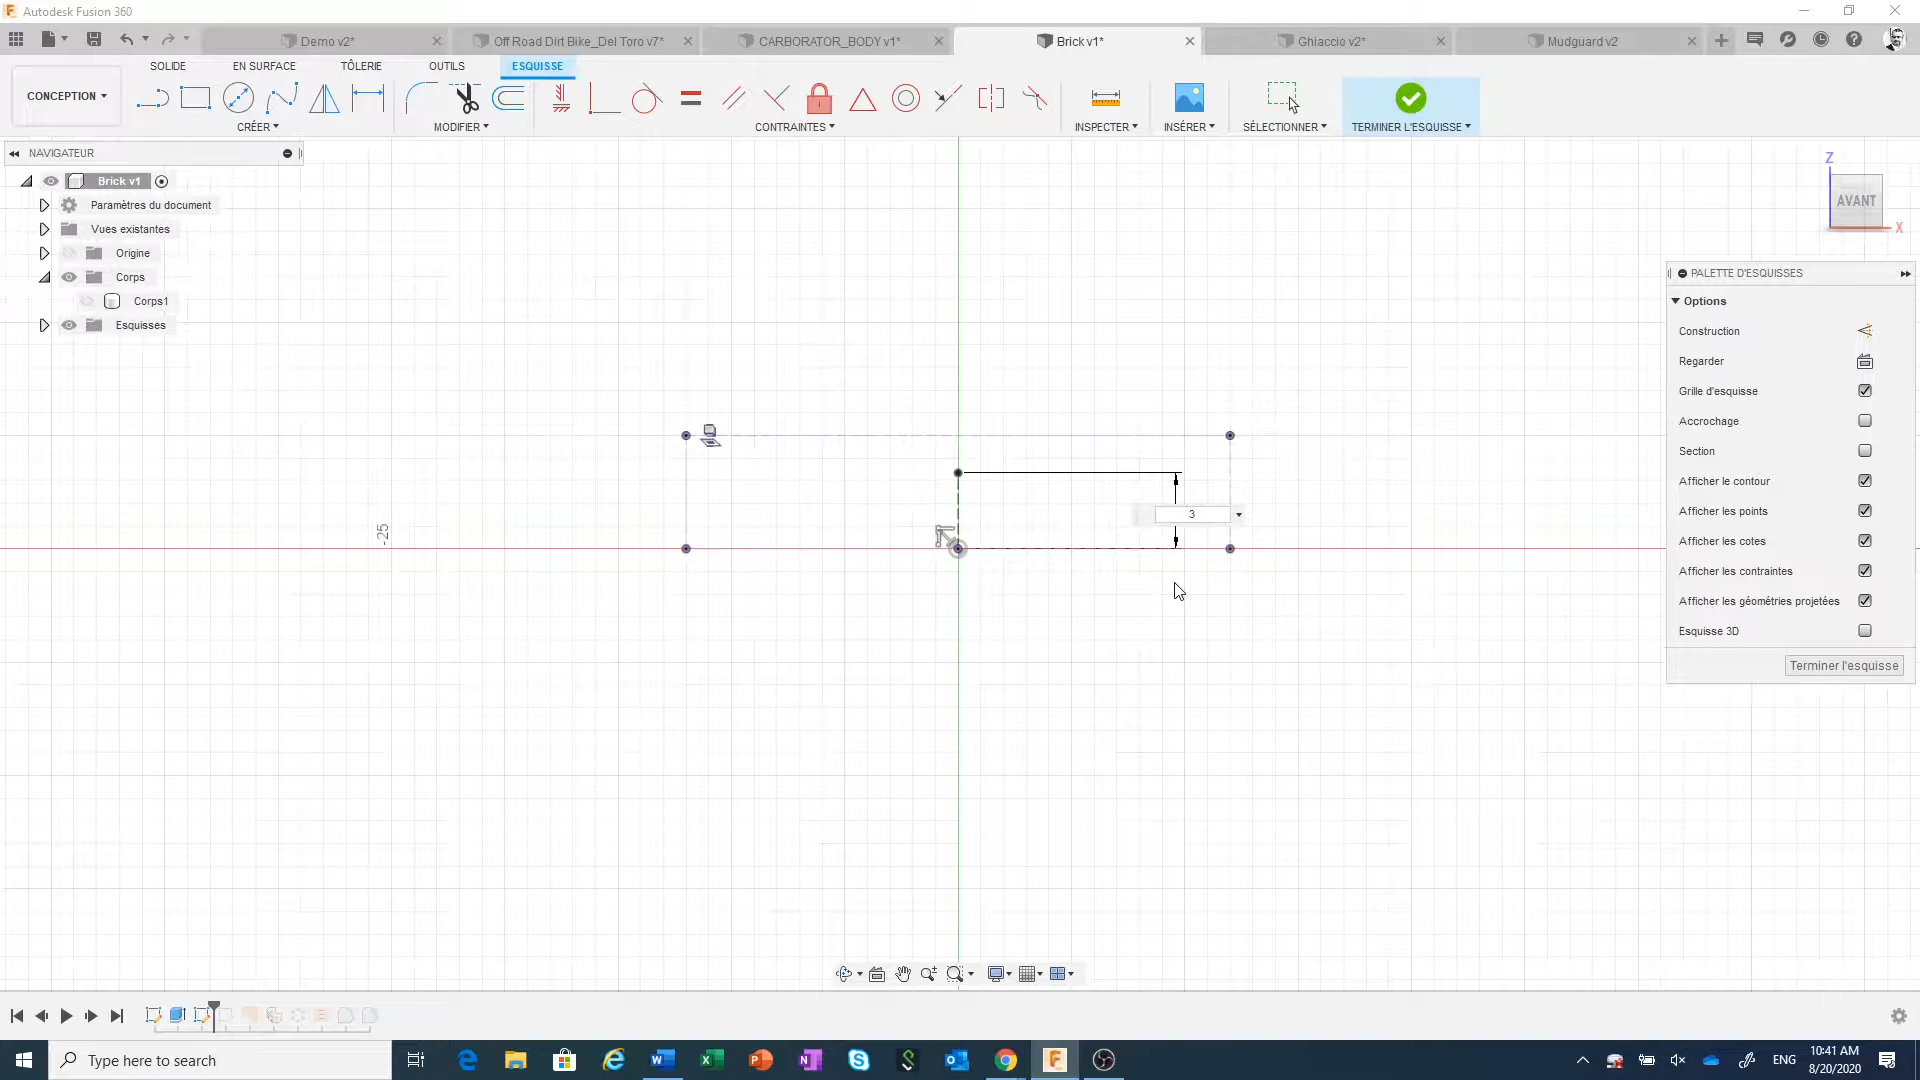 Autodesk Fusion 360
Demo v2*
Off Road Dirt Bike_Del Toro v7*
CARBORATOR_BODY v1*
Brick v1*
Ghiaccio v2*
Mudguard v2
SOLIDE
EN SURFACE
TÔLERIE
OUTILS
ESQUISSE
CONCEPTION
CRÉER
MODIFIER
CONTRAINTES
INSPECTER
INSÉRER
SÉLECTIONNER
TERMINER L'ESQUISSE
NAVIGATEUR
Brick v1
Paramètres du document
Vues existantes
Origine
Corps
Corps1
Esquisses
Z
AVANT
X
PALETTE D'ESQUISSES
Options
Construction
Regarder
Grille d'esquisse
Accrochage
Section
Afficher le contour
Afficher les points
Afficher les cotes
Afficher les contraintes
Afficher les géométries projetées
Esquisse 3D
Terminer l'esquisse
-25
3
Type here to search
ENG
10:41 AM
8/20/2020